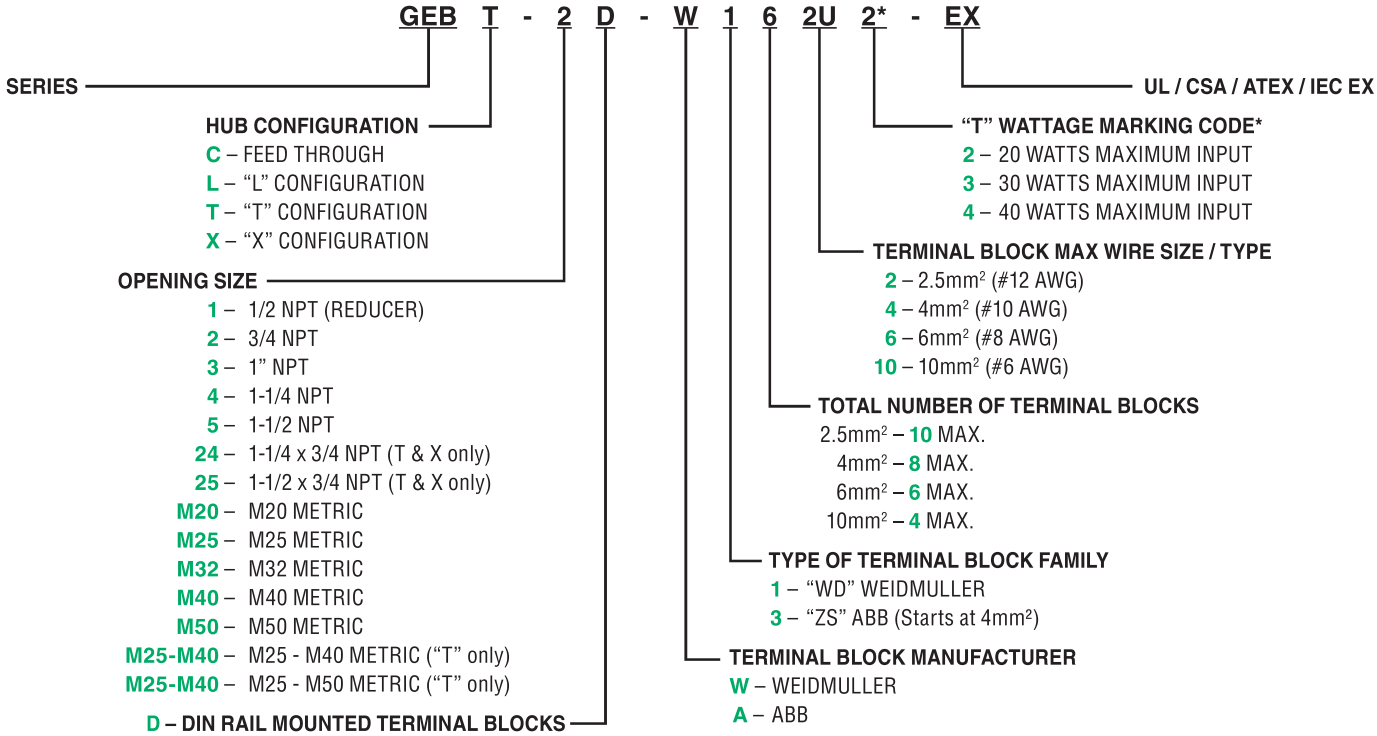 GEB T - 2 D - W 1 6 2U 2* - EX
SERIES
UL / CSA / ATEX / IEC EX
HUB CONFIGURATION
C – FEED THROUGH
L – “L” CONFIGURATION
T – “T” CONFIGURATION
X – “X” CONFIGURATION
OPENING SIZE
1 – 1/2 NPT (REDUCER)
2 – 3/4 NPT
3 – 1” NPT
4 – 1-1/4 NPT
5 – 1-1/2 NPT
24 – 1-1/4 x 3/4 NPT (T & X only)
25 – 1-1/2 x 3/4 NPT (T & X only)
M20 – M20 METRIC
M25 – M25 METRIC
M32 – M32 METRIC
M40 – M40 METRIC
M50 – M50 METRIC
M25-M40 – M25 - M40 METRIC (“T” only)
M25-M40 – M25 - M50 METRIC (“T” only)
D – DIN RAIL MOUNTED TERMINAL BLOCKS
“T” WATTAGE MARKING CODE*
2 – 20 WATTS MAXIMUM INPUT
3 – 30 WATTS MAXIMUM INPUT
4 – 40 WATTS MAXIMUM INPUT
TERMINAL BLOCK MAX WIRE SIZE / TYPE
2 – 2.5mm² (#12 AWG)
4 – 4mm² (#10 AWG)
6 – 6mm² (#8 AWG)
10 – 10mm² (#6 AWG)
TOTAL NUMBER OF TERMINAL BLOCKS
2.5mm² – 10 MAX.
4mm² – 8 MAX.
6mm² – 6 MAX.
10mm² – 4 MAX.
TYPE OF TERMINAL BLOCK FAMILY
1 – “WD” WEIDMULLER
3 – “ZS” ABB (Starts at 4mm²)
TERMINAL BLOCK MANUFACTURER
W – WEIDMULLER
A – ABB